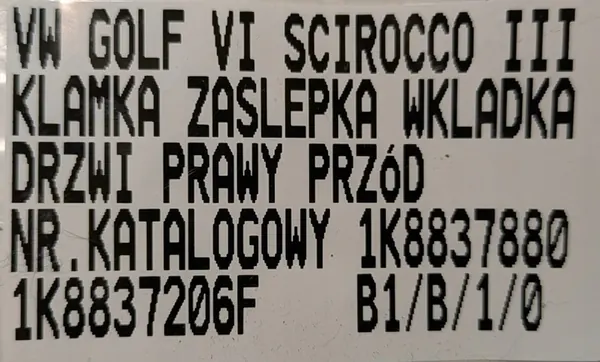 VW GOLF VI SCIROCCO III
KLAMKA ZASLEPKA WKLADKA
DRZWI PRAWY PRZóD
NR.KATALOGOWY 1K8837880
1K8837206F B1/B/1/0